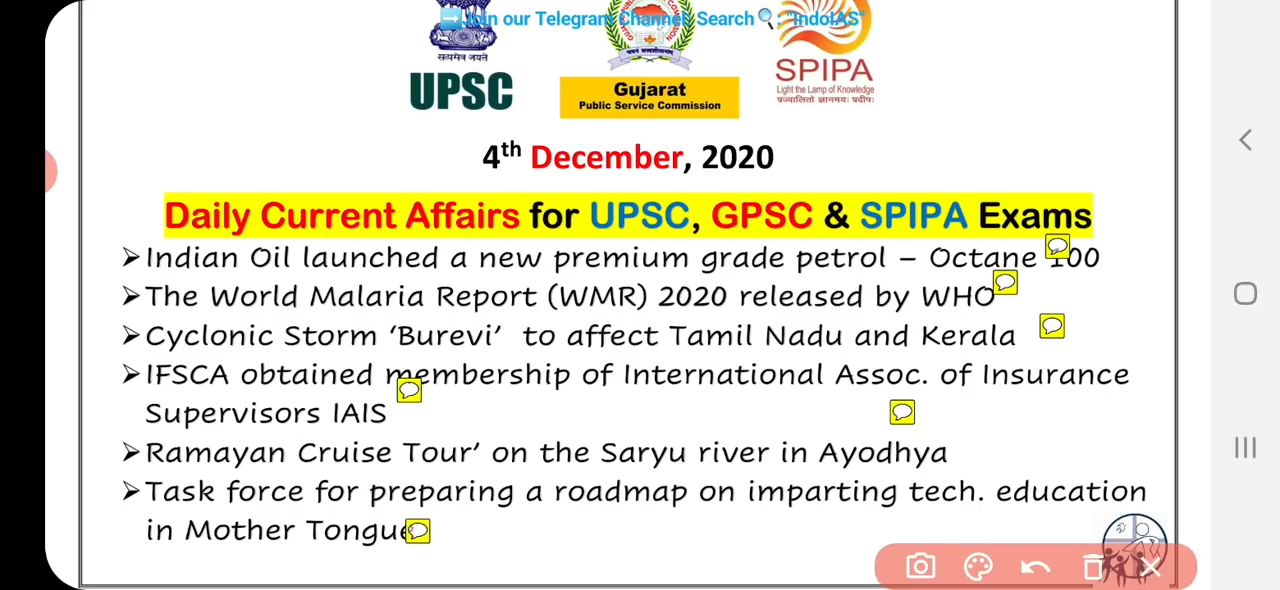 ➡Join our Telegram Channel, Search🔍: "IndoIAS"
सत्यमेव जयते
UPSC
Gujarat
Public Service Commission
SPIPA
Light the Lamp of Knowledge
प्रज्वालितो ज्ञानमयः प्रदीपः
4th December, 2020
Daily Current Affairs for UPSC, GPSC & SPIPA Exams
➢Indian Oil launched a new premium grade petrol – Octane 100
➢The World Malaria Report (WMR) 2020 released by WHO
➢Cyclonic Storm ‘Burevi’ to affect Tamil Nadu and Kerala
➢IFSCA obtained membership of International Assoc. of Insurance
Supervisors IAIS
➢Ramayan Cruise Tour’ on the Saryu river in Ayodhya
➢Task force for preparing a roadmap on imparting tech. education
in Mother Tongue